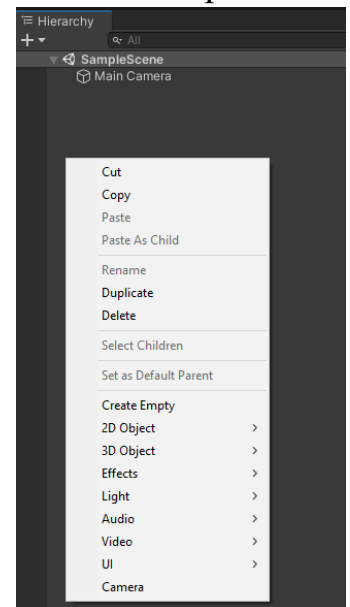 Hierarchy
All
SampleScene
Main Camera
Cut
Copy
Paste
Paste As Child
Rename
Duplicate
Delete
Select Children
Set as Default Parent
Create Empty
2D Object
3D Object
Effects
Light
Audio
Video
UI
Camera